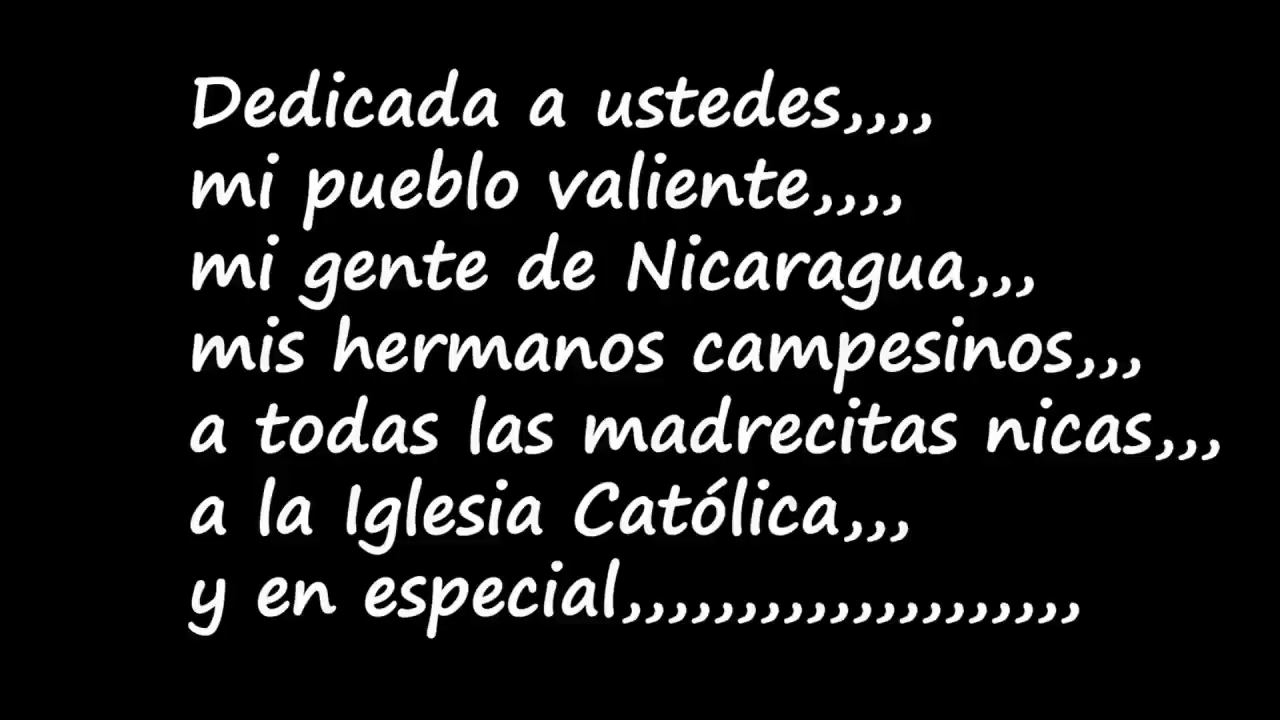 Dedicada a ustedes,,,,
mi pueblo valiente,,,,
mi gente de Nicaragua,,,
mis hermanos campesinos,,,
a todas las madrecitas nicas,,,
a la Iglesia Católica,,,
y en especial,,,,,,,,,,,,,,,,,,,,